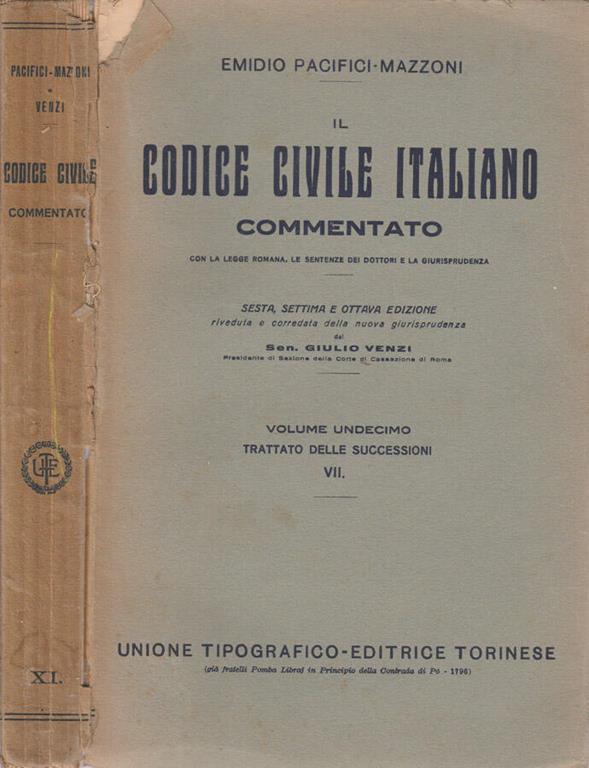 PACIFICI-MAZZONI
e
VENZI
CODICE CIVILE
COMMENTATO
UTET
XI.
EMIDIO PACIFICI-MAZZONI
IL
CODICE CIVILE ITALIANO
COMMENTATO
CON LA LEGGE ROMANA, LE SENTENZE DEI DOTTORI E LA GIURISPRUDENZA
SESTA, SETTIMA E OTTAVA EDIZIONE
riveduta e corredata della nuova giurisprudenza
dal
Sen. GIULIO VENZI
Presidente di Sezione della Corte di Cassazione di Roma
VOLUME UNDECIMO
TRATTATO DELLE SUCCESSIONI
VII.
UNIONE TIPOGRAFICO-EDITRICE TORINESE
(già fratelli Pomba Libraj in Principio della Contrada di Pò - 1796)